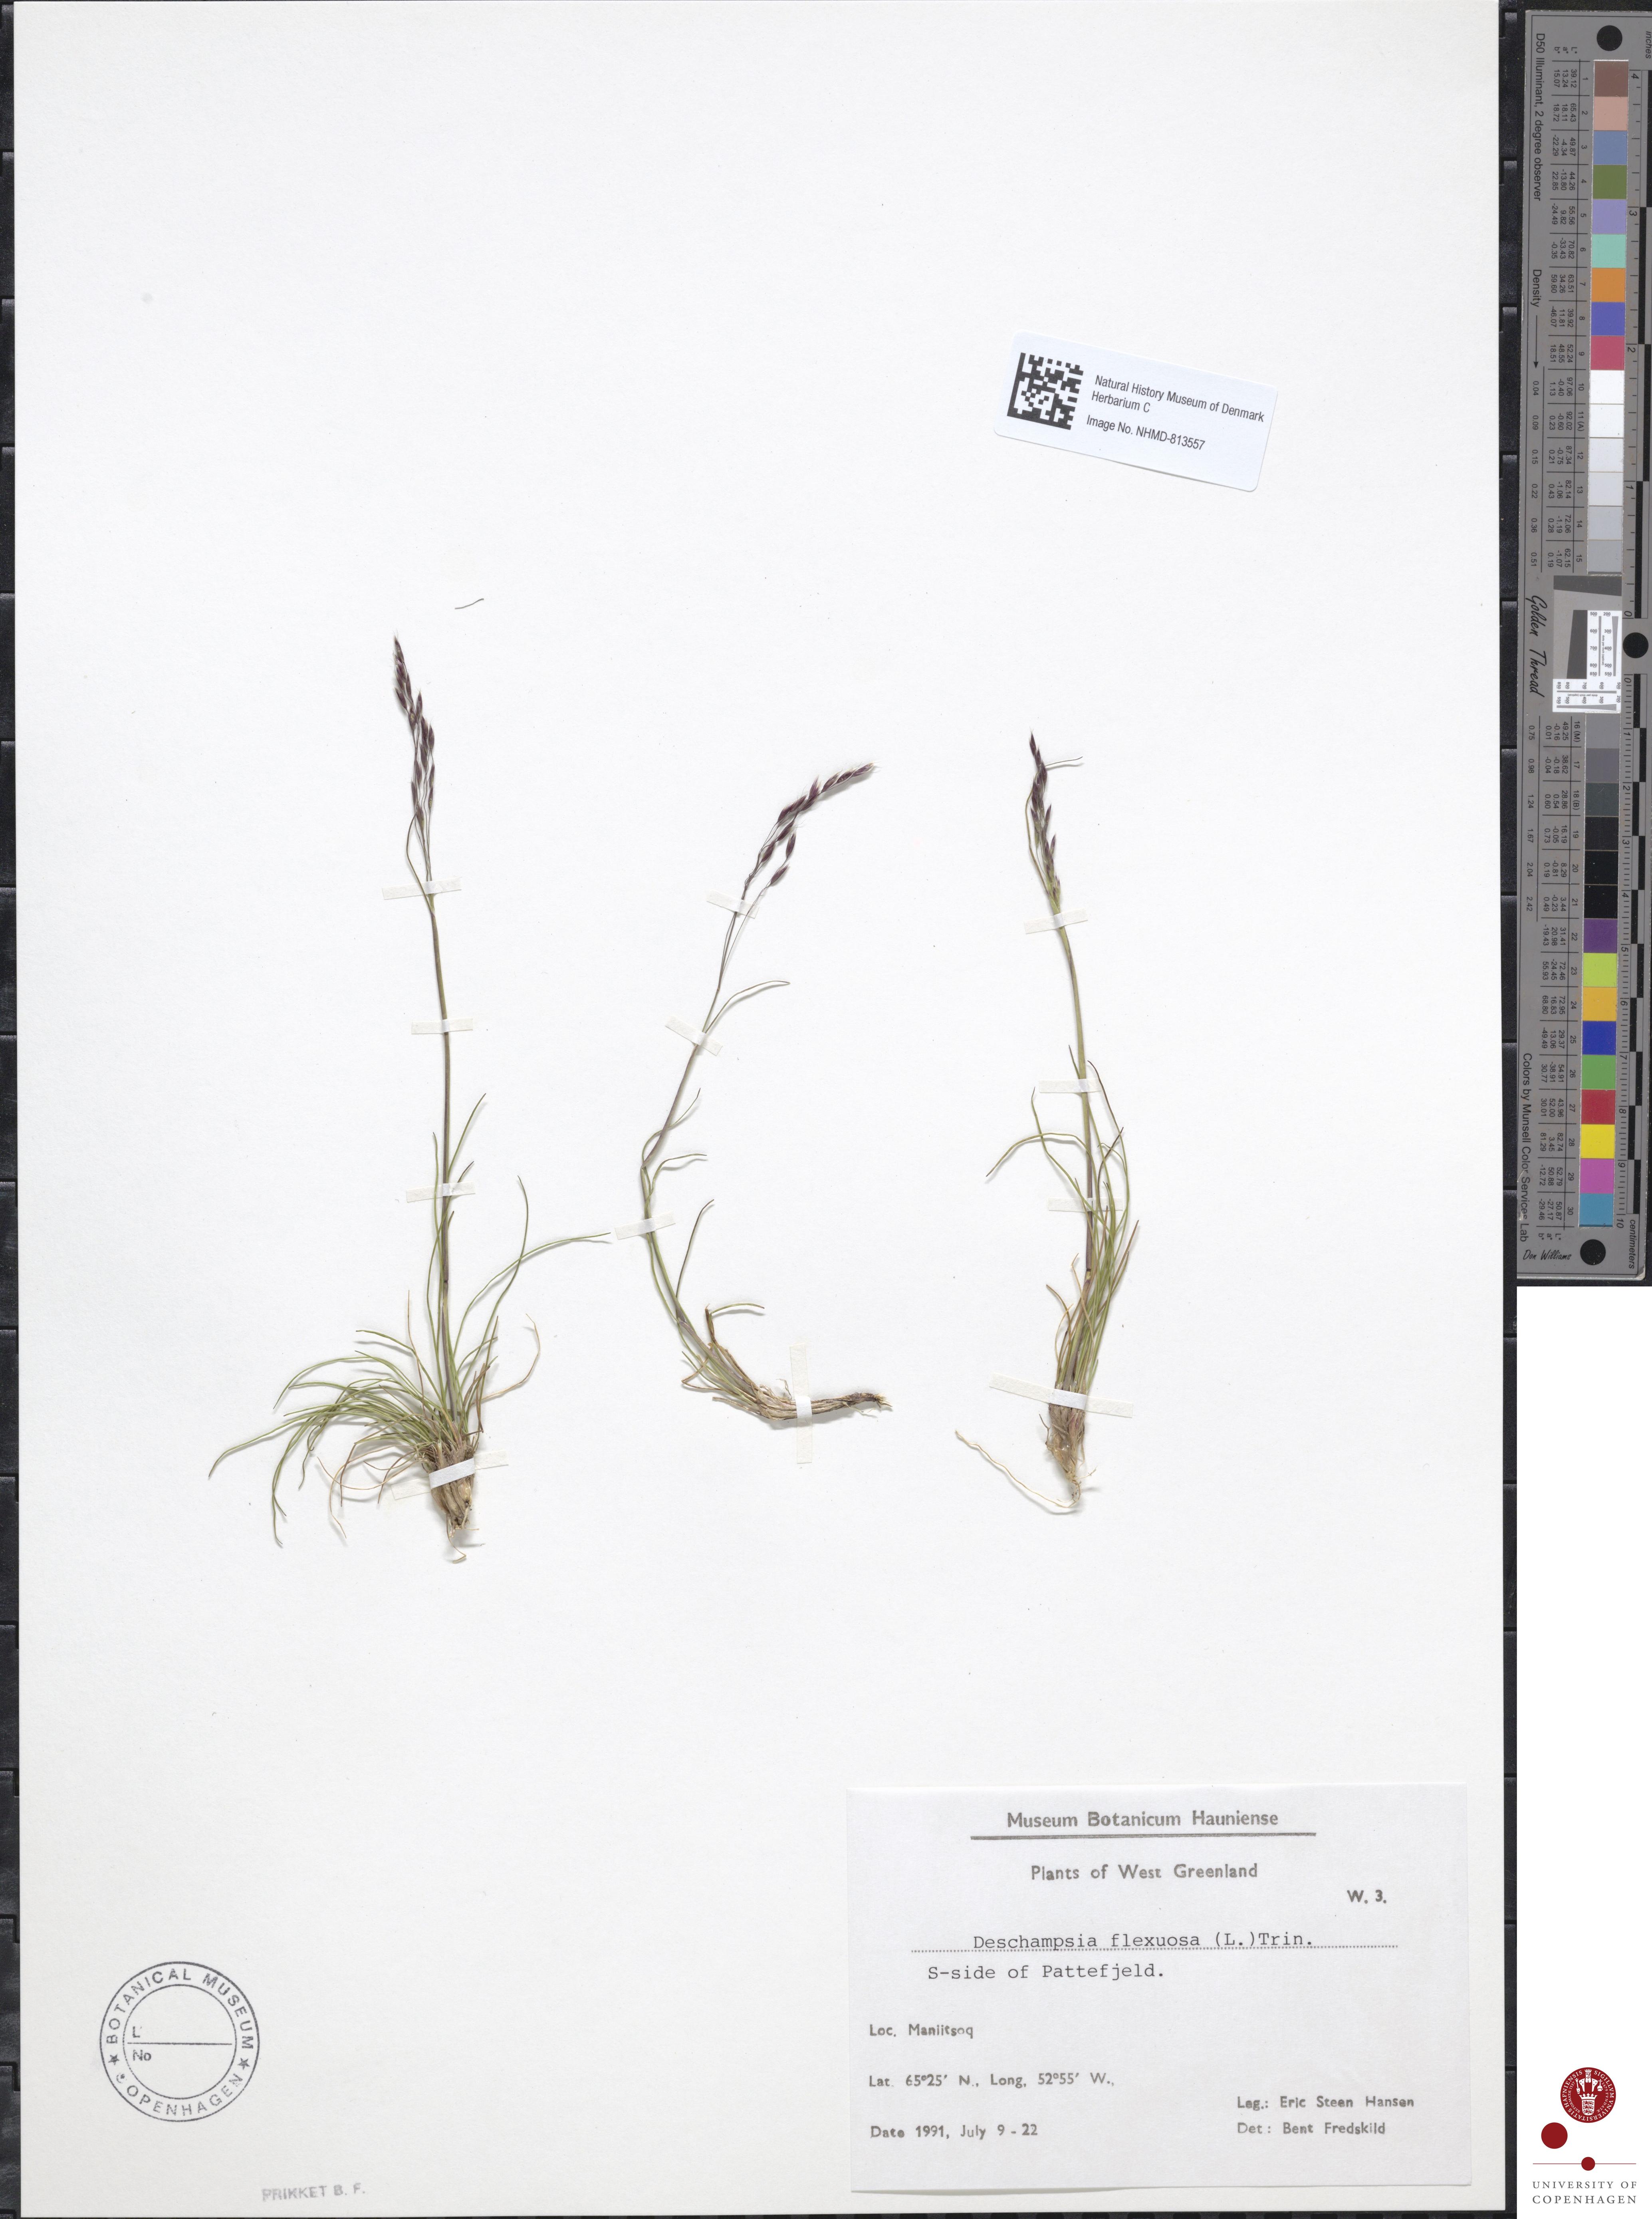 Natural History Museum of Denmark
Herbarium C
Image No. NHMD-813557
Museum Botanicum Hauniense
Plants of West Greenland
W. 3.
Deschampsia flexuosa (L.)Trin.
S-side of Pattefjeld.
Loc. Maniitsoq
Lat. 65°25′ N., Long. 52°55′ W.,
Leg.: Eric Steen Hansen
Date 1991, July 9 - 22
Det: Bent Fredskild
BOTANICAL MUSEUM
COPENHAGEN
L
No
PRIKKET B. F.
inches
D50 Illuminant, 2 degree observer
Density
Golden Thread
Colors by Munsell Color Services Lab
centimeters
Don Williams
UNIVERSITY OF
COPENHAGEN